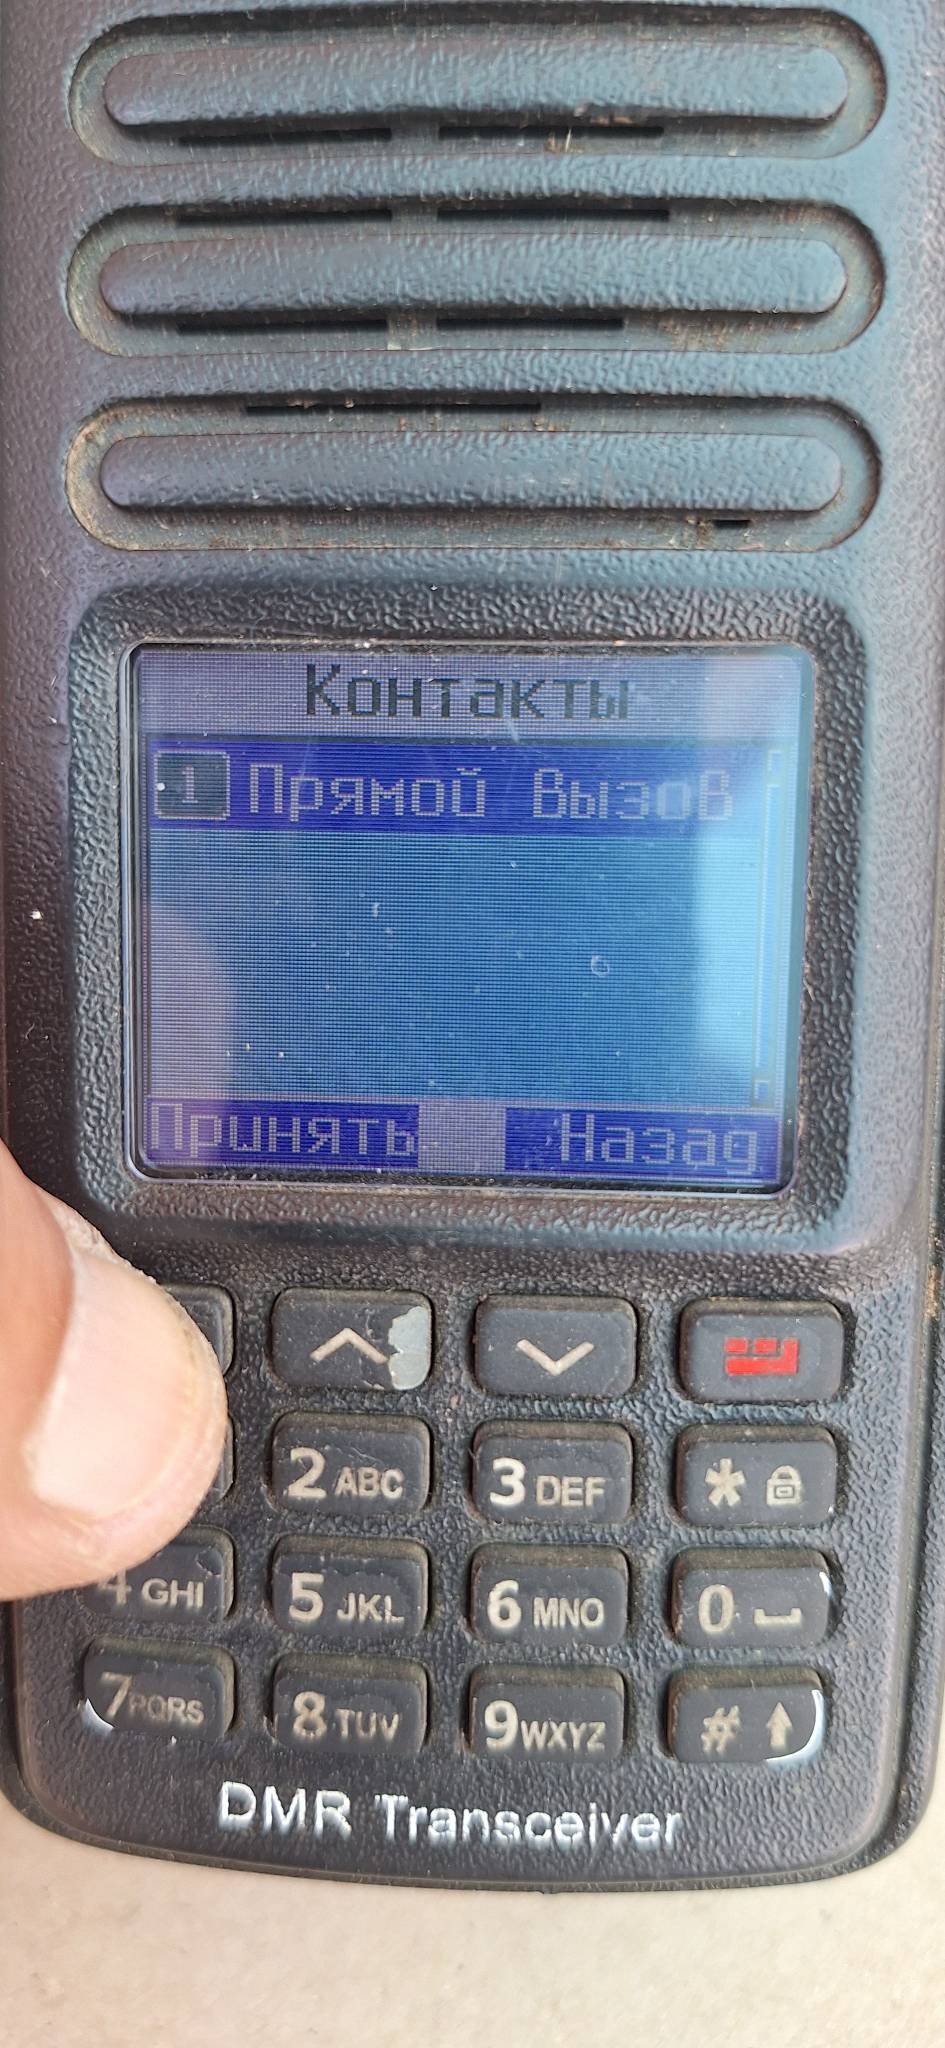 Контакты
1 Прямой Вызов
Принять Назад
2 ABC 3 DEF *
4 GHI 5 JKL 6 MNO 0
7 PQRS 8 TUV 9 WXYZ #
DMR Transceiver